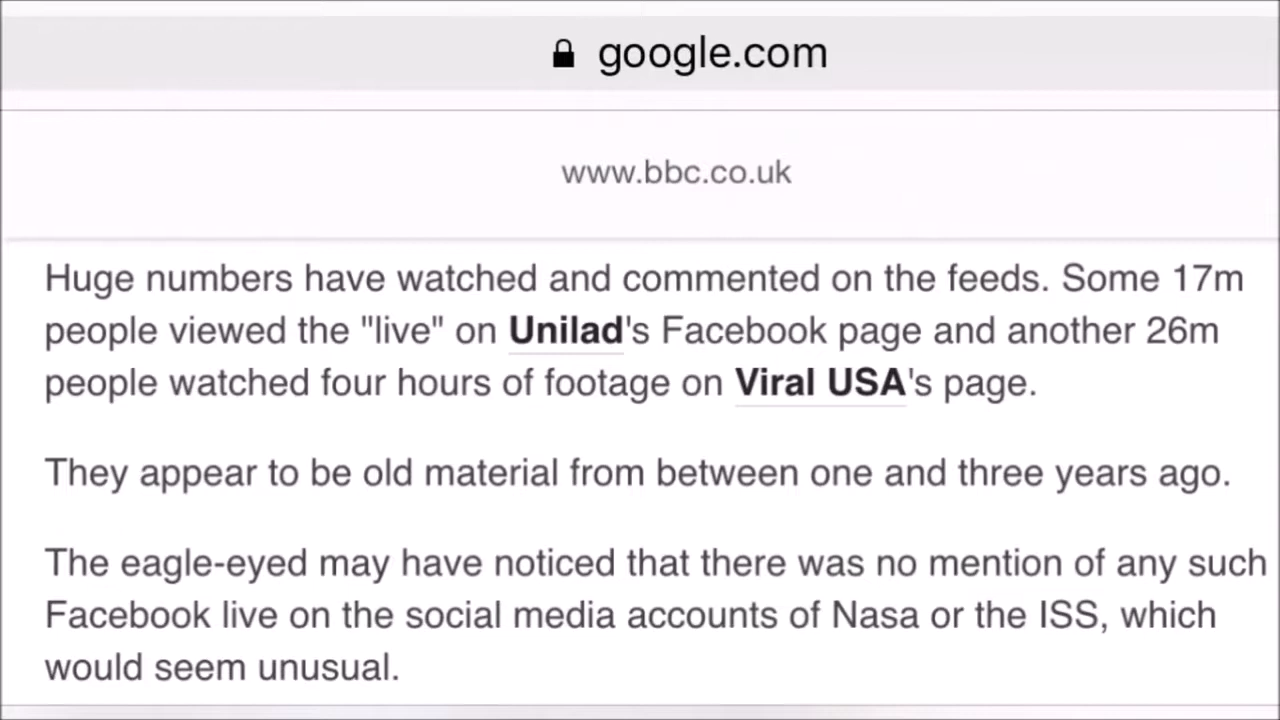 google.com
www.bbc.co.uk
Huge numbers have watched and commented on the feeds. Some 17m
people viewed the "live" on Unilad's Facebook page and another 26m
people watched four hours of footage on Viral USA's page.
They appear to be old material from between one and three years ago.
The eagle-eyed may have noticed that there was no mention of any such
Facebook live on the social media accounts of Nasa or the ISS, which
would seem unusual.